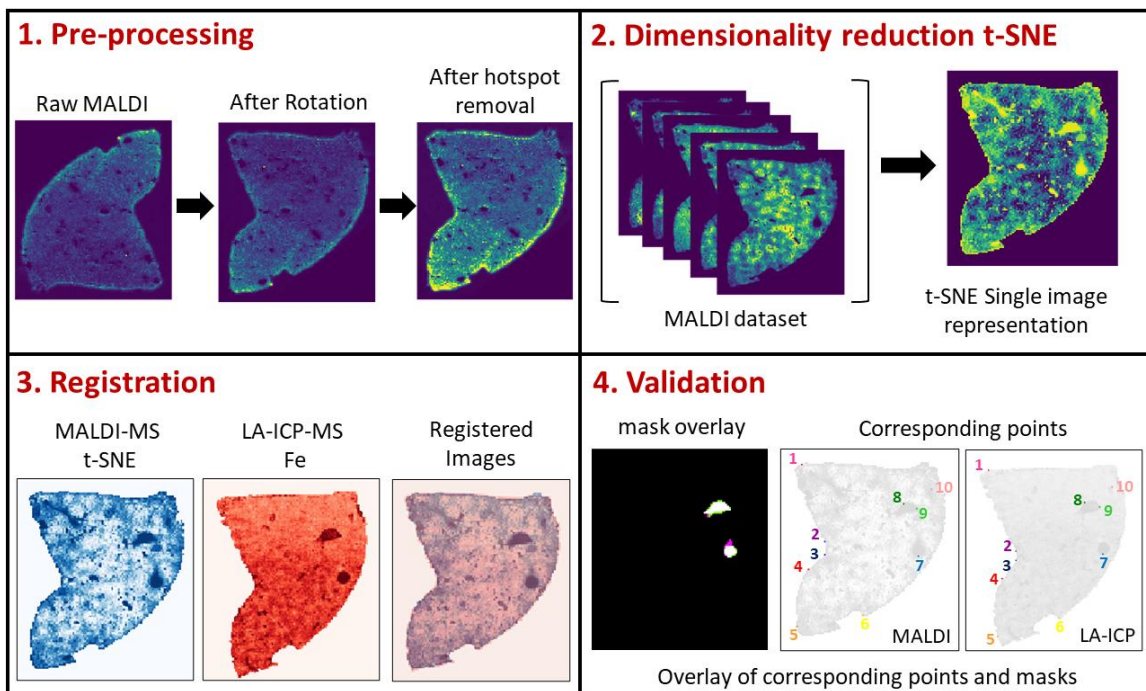 1. Pre-processing
Raw MALDI
After Rotation
After hotspot
removal
2. Dimensionality reduction t-SNE
MALDI dataset
t-SNE Single image
representation
3. Registration
MALDI-MS
t-SNE
LA-ICP-MS
Fe
Registered
Images
4. Validation
mask overlay
Corresponding points
1
10
8
9
2
3
4
7
5
6
MALDI
1
10
8
9
2
3
4
7
5
6
LA-ICP
Overlay of corresponding points and masks